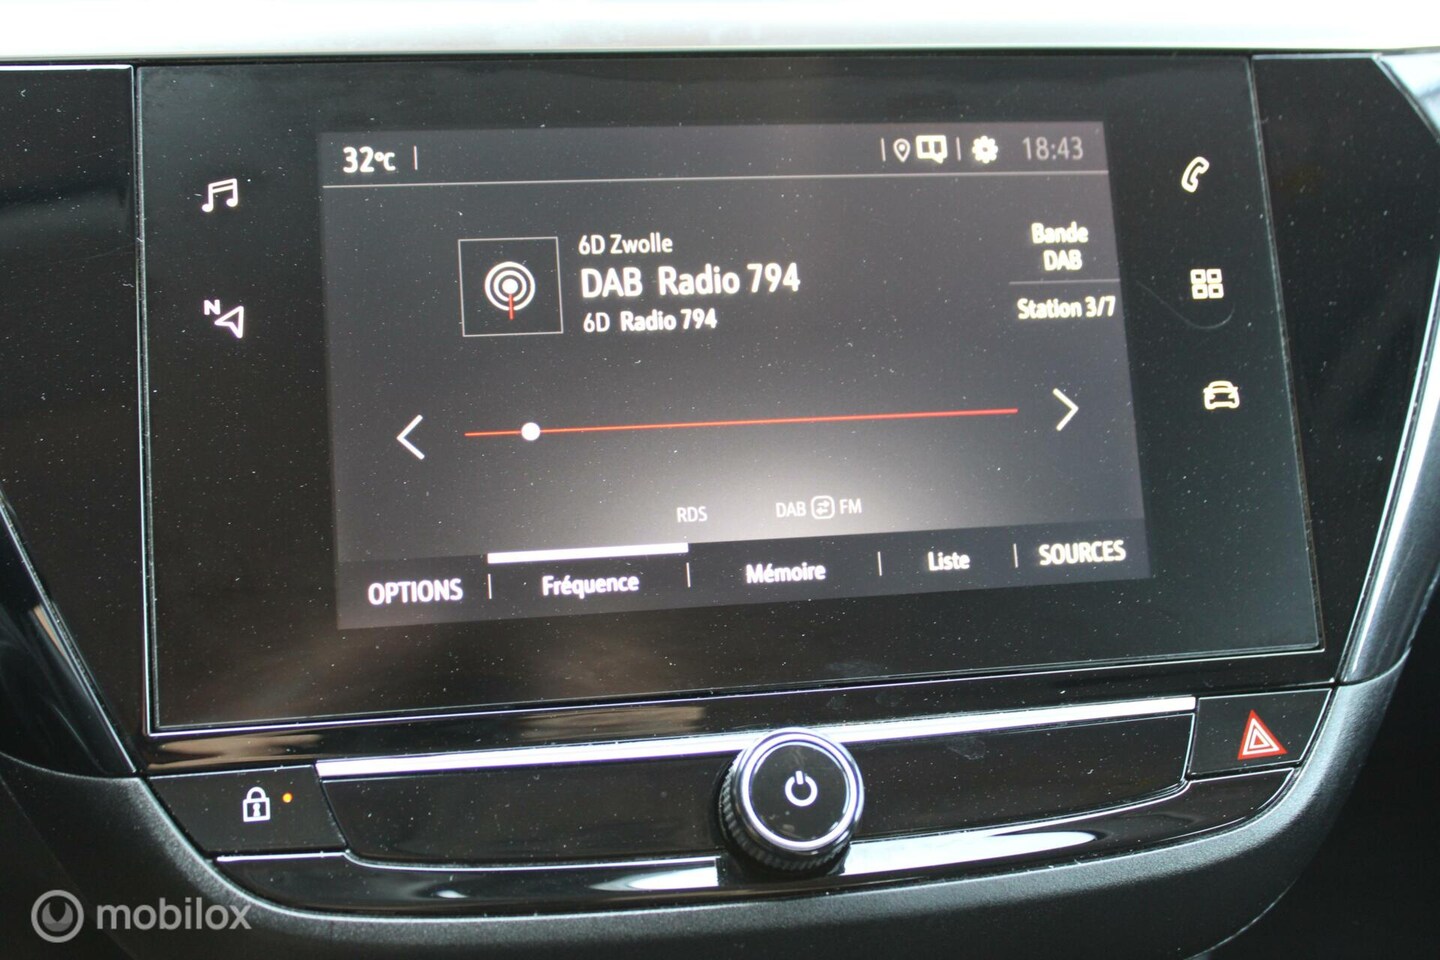 32°C
18:43
N
6D Zwolle
DAB Radio 794
6D Radio 794
Bande
DAB
Station 3/7
RDS
DAB FM
OPTIONS
Fréquence
Mémoire
Liste
SOURCES
mobilox